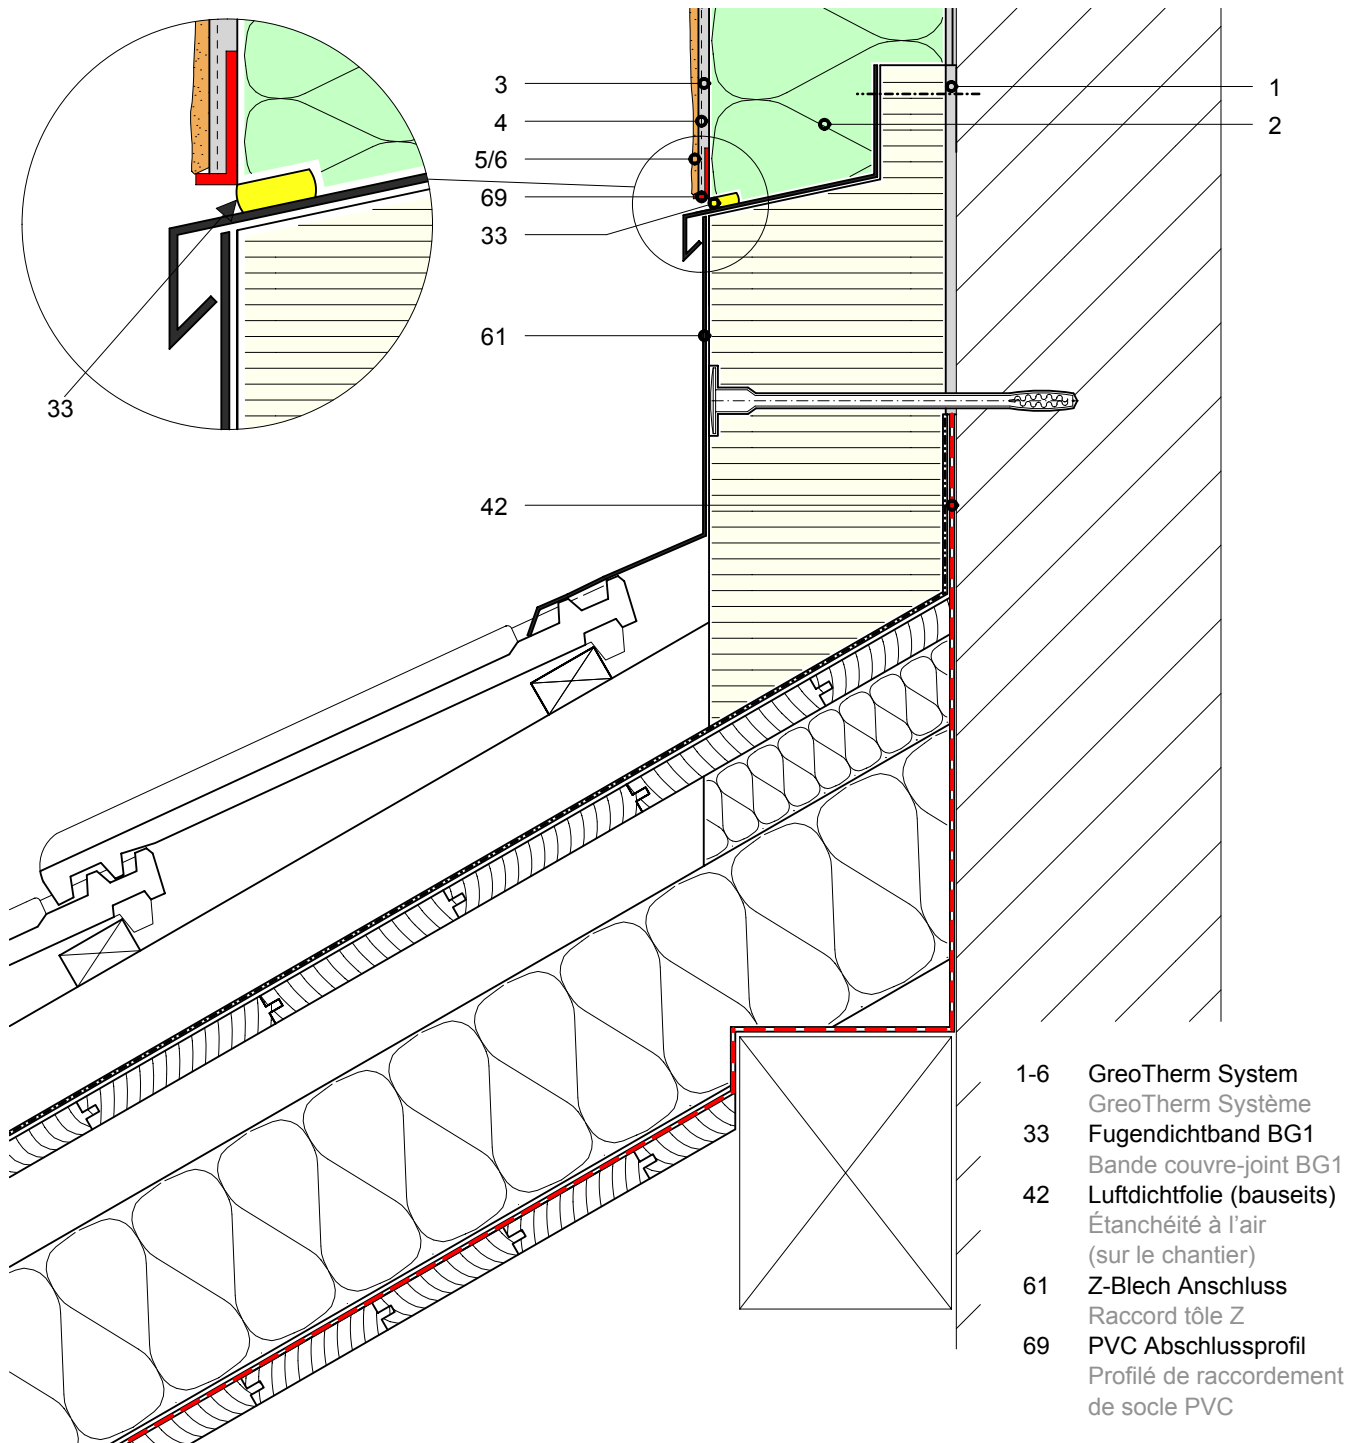 3
1
4
2
5/6
69
33
61
33
42
1-6 GreoTherm System
GreoTherm Système
33 Fugendichtband BG1
Bande couvre-joint BG1
42 Luftdichtfolie (bauseits)
Étanchéité à l’air
(sur le chantier)
61 Z-Blech Anschluss
Raccord tôle Z
69 PVC Abschlussprofil
Profilé de raccordement
de socle PVC